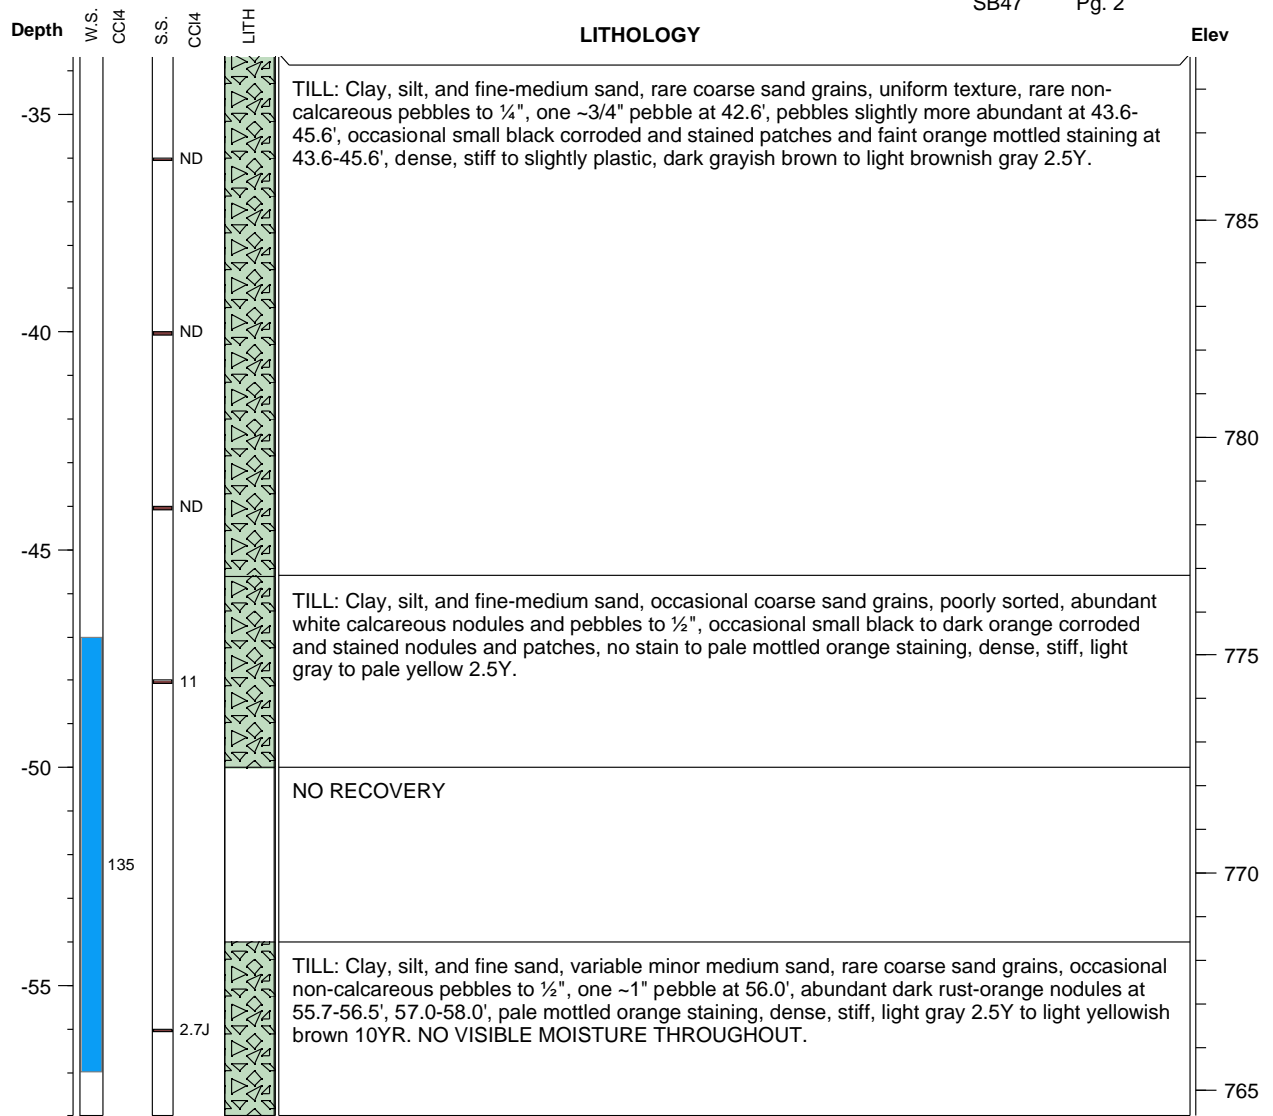 SB47 Pg. 2
Depth W.S. CCl4 S.S. CCl4 LITH LITHOLOGY Elev
TILL: Clay, silt, and fine-medium sand, rare coarse sand grains, uniform texture, rare non-
calcareous pebbles to ¼", one ~3/4" pebble at 42.6', pebbles slightly more abundant at 43.6-
45.6', occasional small black corroded and stained patches and faint orange mottled staining at
43.6-45.6', dense, stiff to slightly plastic, dark grayish brown to light brownish gray 2.5Y.
-35
ND
785
-40
ND
780
ND
-45
TILL: Clay, silt, and fine-medium sand, occasional coarse sand grains, poorly sorted, abundant
white calcareous nodules and pebbles to ½", occasional small black to dark orange corroded
and stained nodules and patches, no stain to pale mottled orange staining, dense, stiff, light
gray to pale yellow 2.5Y.
775
11
-50
NO RECOVERY
135
770
TILL: Clay, silt, and fine sand, variable minor medium sand, rare coarse sand grains, occasional
non-calcareous pebbles to ½", one ~1" pebble at 56.0', abundant dark rust-orange nodules at
55.7-56.5', 57.0-58.0', pale mottled orange staining, dense, stiff, light gray 2.5Y to light yellowish
brown 10YR. NO VISIBLE MOISTURE THROUGHOUT.
-55
2.7J
765